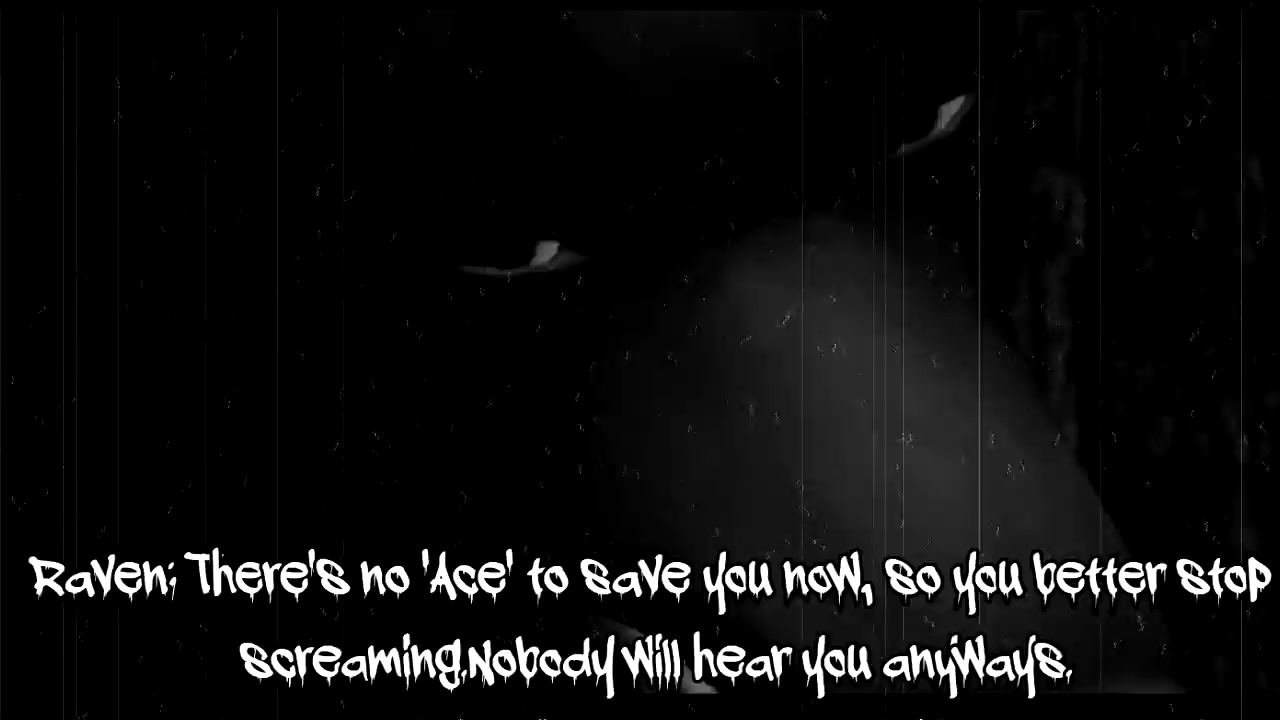 Raven; There's no 'Ace' to save you now, so you better stop
screaming.Nobody will hear you anyways.